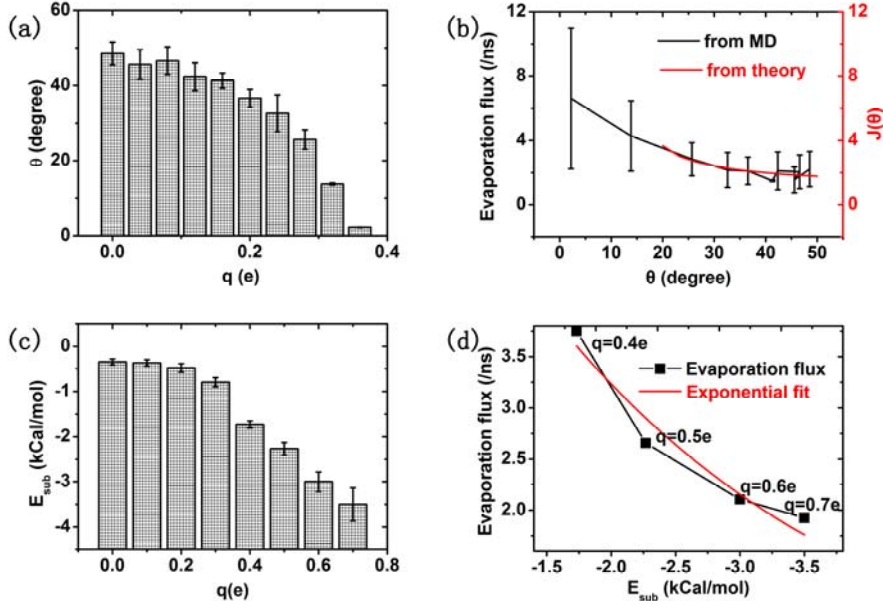 (a)
θ (degree)
60
40
20
0
0.0
0.2
0.4
q (e)
(b)
Evaporation flux (/ns)
12
8
4
0
from MD
from theory
12
8
4
0
J(θ)
0
10
20
30
40
50
θ (degree)
(c)
E_sub (kCal/mol)
0
-1
-2
-3
-4
0.0
0.2
0.4
0.6
0.8
q(e)
(d)
Evaporation flux (/ns)
3.5
3.0
2.5
2.0
q=0.4e
Evaporation flux
Exponential fit
q=0.5e
q=0.6e
q=0.7e
-1.5
-2.0
-2.5
-3.0
-3.5
E_sub (kCal/mol)